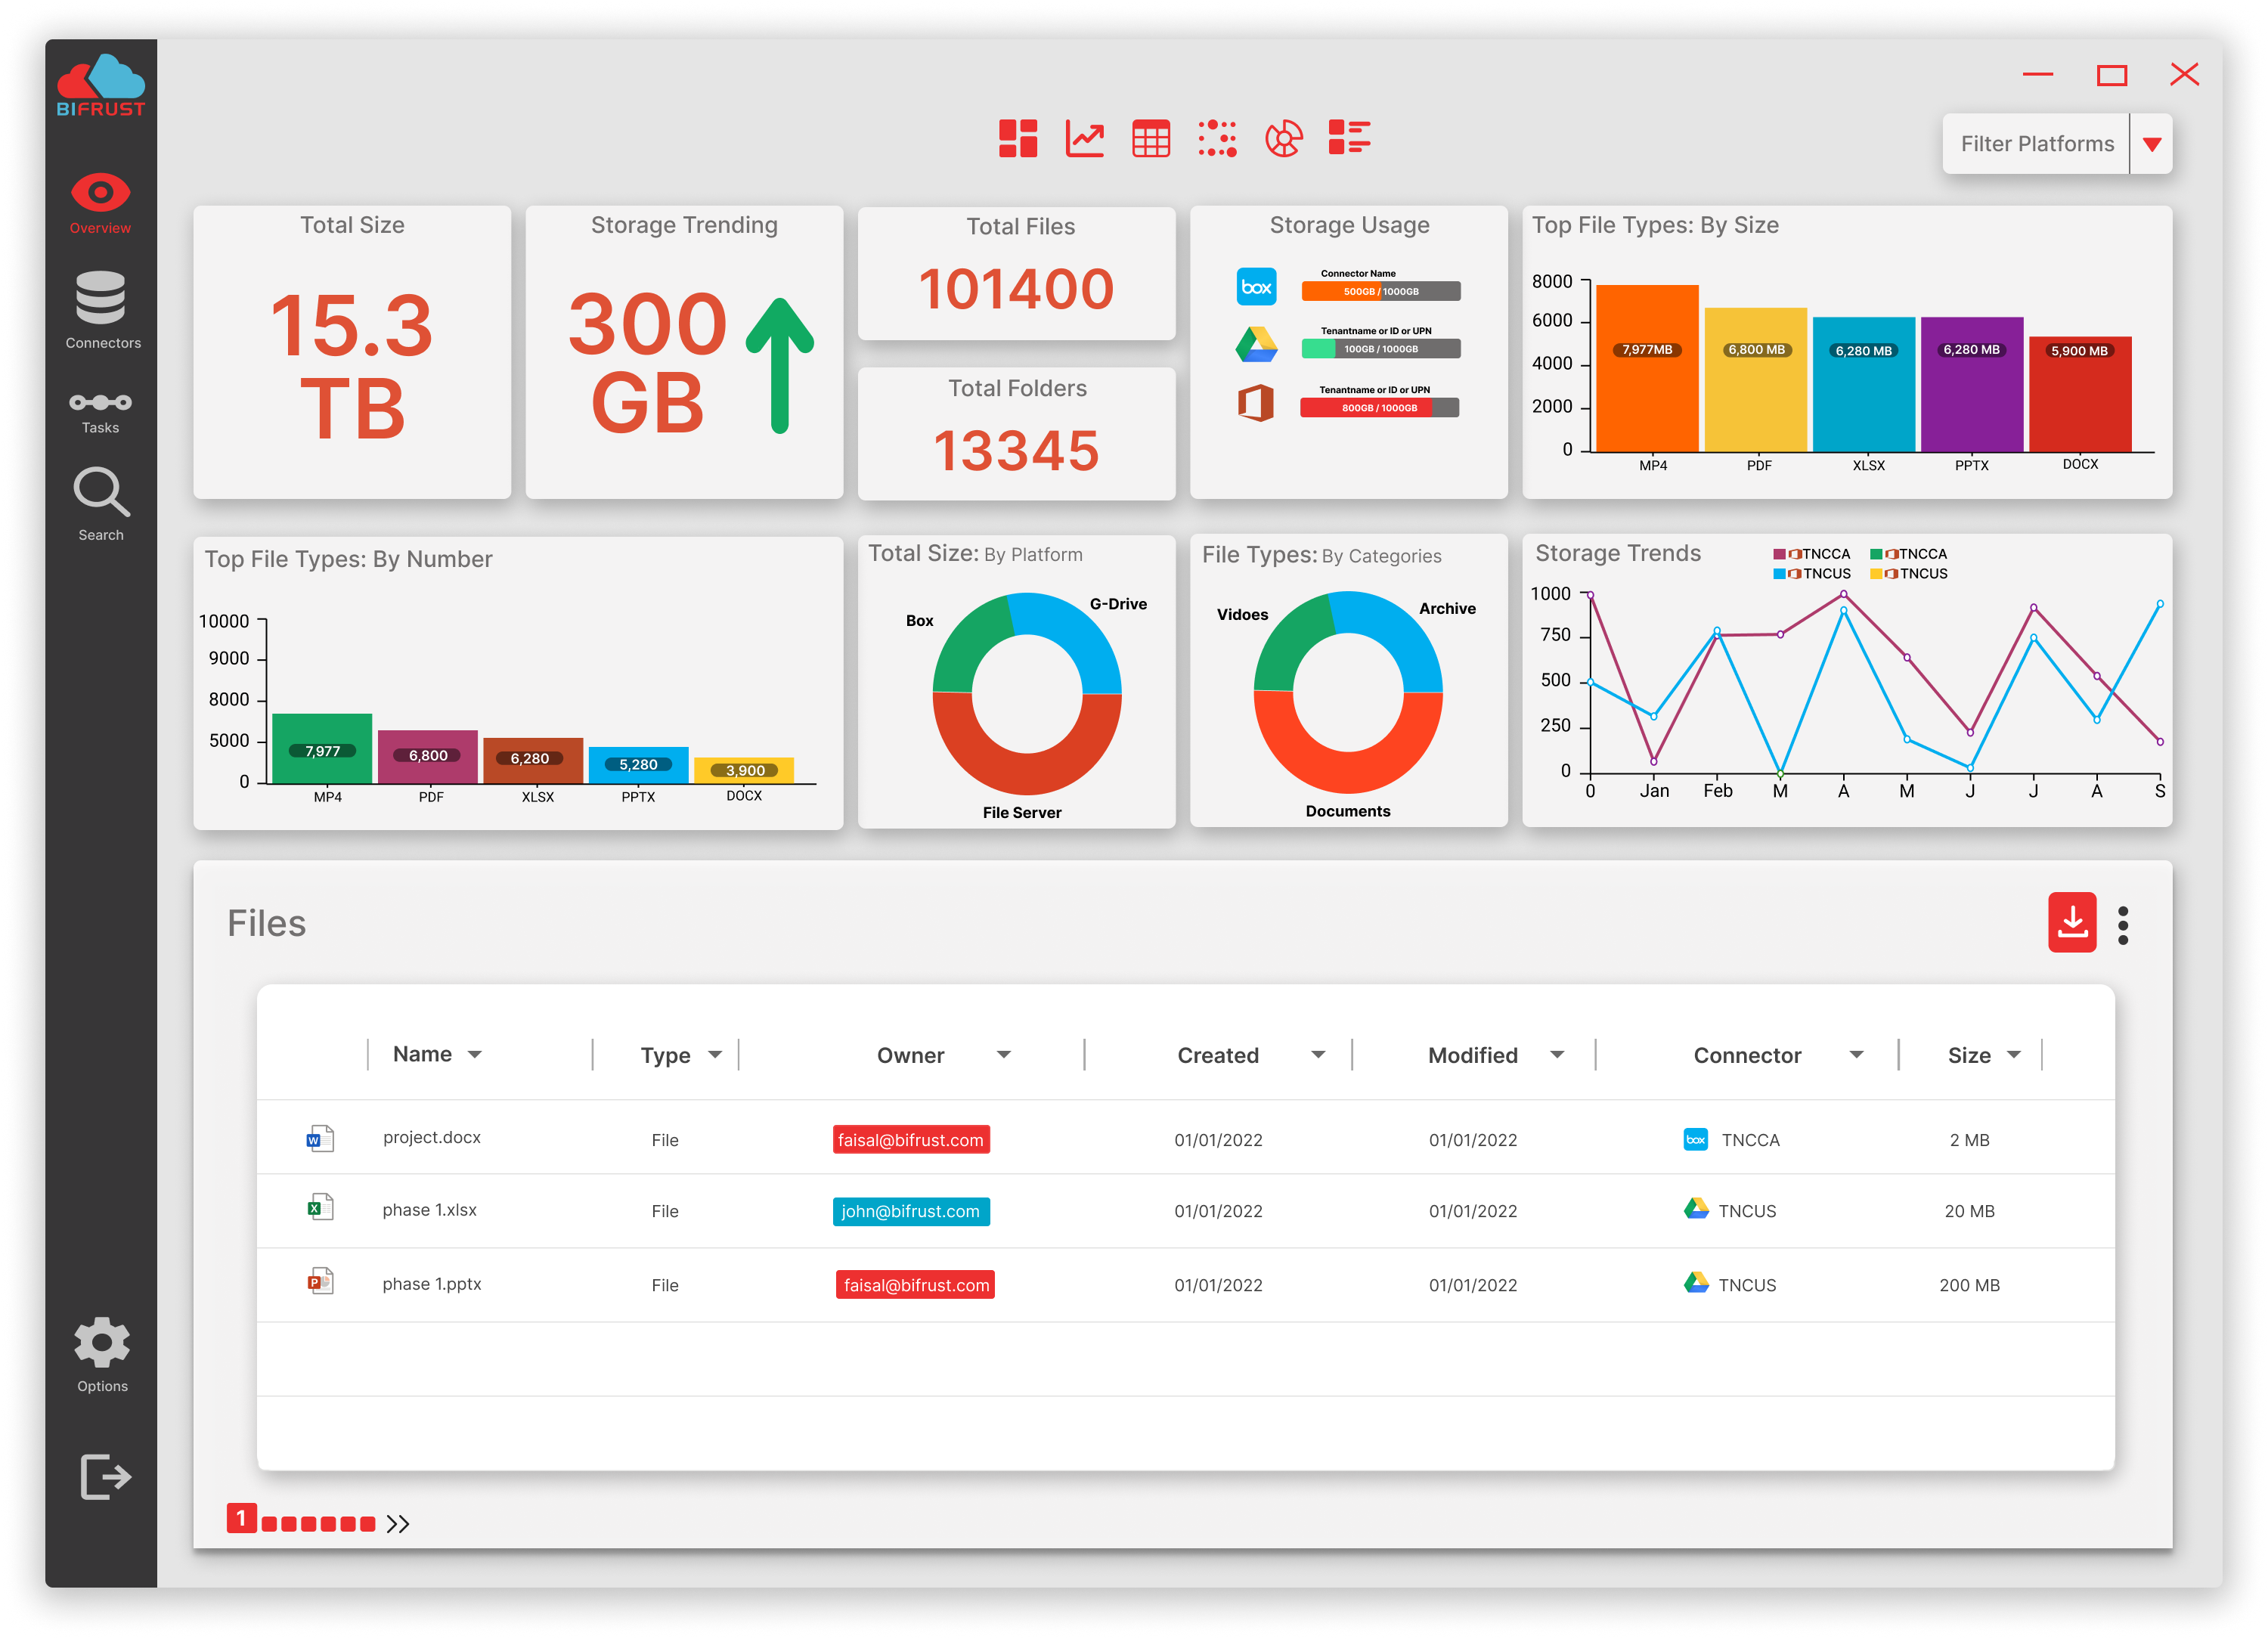 BIFRUST
Overview
Connectors
Tasks
Search
Options
Filter Platforms
Total Size
15.3
TB
Storage Trending
300
GB
Total Files
101400
Total Folders
13345
Storage Usage
box
Connector Name
500GB / 1000GB
Tenantname or ID or UPN
100GB / 1000GB
Tenantname or ID or UPN
800GB / 1000GB
Top File Types: By Size
8000
6000
4000
2000
0
7,977MB
6,800 MB
6,280 MB
6,280 MB
5,900 MB
MP4 PDF XLSX PPTX DOCX
Top File Types: By Number
10000
9000
8000
5000
0
7,977
6,800
6,280
5,280
3,900
MP4 PDF XLSX PPTX DOCX
Total Size: By Platform
Box
G-Drive
File Server
File Types: By Categories
Vidoes
Archive
Documents
Storage Trends
TNCCA TNCCA
TNCUS TNCUS
1000
750
500
250
0
0 Jan Feb M A M J J A S
Files
Name Type Owner Created Modified Connector Size
W project.docx File faisal@bifrust.com 01/01/2022 01/01/2022 box TNCCA 2 MB
X phase 1.xlsx File john@bifrust.com 01/01/2022 01/01/2022 TNCUS 20 MB
P phase 1.pptx File faisal@bifrust.com 01/01/2022 01/01/2022 TNCUS 200 MB
1